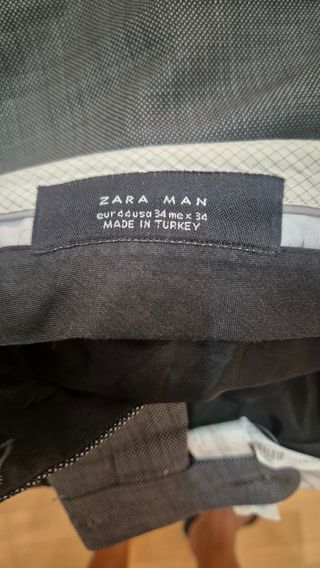 ZARA MAN
eur 44 usa 34 mex 34
MADE IN TURKEY